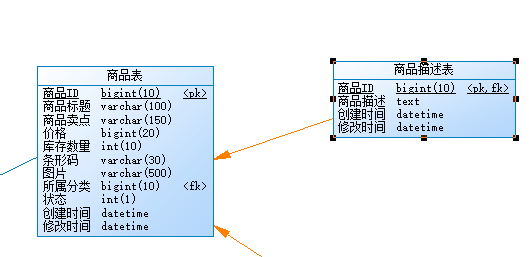 商品表
商品ID bigint(10) <pk>
商品标题 varchar(100)
商品卖点 varchar(150)
价格 bigint(20)
库存数量 int(10)
条形码 varchar(30)
图片 varchar(500)
所属分类 bigint(10) <fk>
状态 int(1)
创建时间 datetime
修改时间 datetime
商品描述表
商品ID bigint(10) <pk,fk>
商品描述 text
创建时间 datetime
修改时间 datetime